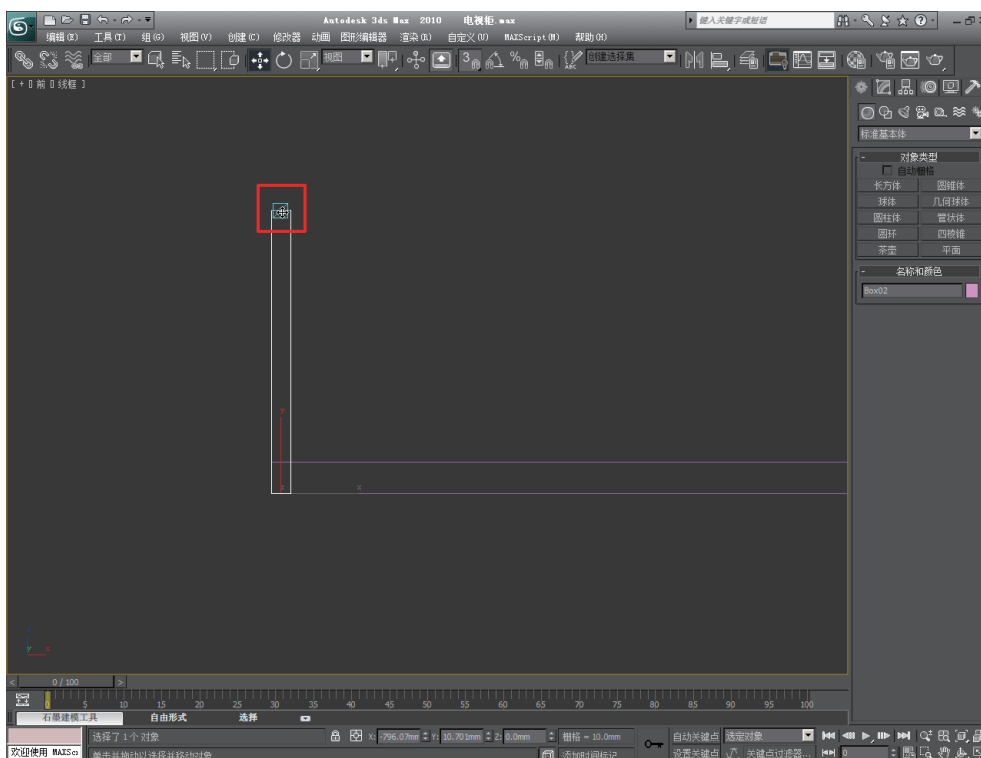 Autodesk 3ds Max 2010 电视柜.max
键入关键字或短语
编辑(E) 工具(T) 组(G) 视图(V) 创建(C) 修改器 动画 图形编辑器 渲染(R) 自定义(U) MAXScript(M) 帮助(H)
全部 视图 3 创建选择集
[ + 0 前 0 线框 ]
标准基本体
- 对象类型
自动栅格
长方体 圆锥体
球体 几何球体
圆柱体 管状体
圆环 四棱锥
茶壶 平面
- 名称和颜色
Box02
y
z x
y x
< 0 / 100 >
0 5 10 15 20 25 30 35 40 45 50 55 60 65 70 75 80 85 90 95 100
石墨建模工具 自由形式 选择
选择了 1 个 对象 X: -796.07mm Y: 10.701mm Z: 0.0mm 栅格 = 10.0mm 自动关键点 选定对象
欢迎使用 MAXSc 单击并拖动以选择并移动对象 添加时间标记 设置关键点 关键点过滤器... 0